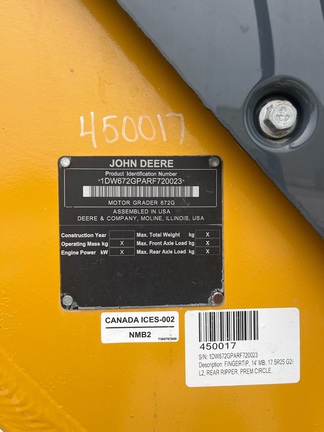 450017
JOHN DEERE
Product Identification Number
*1DW672GPARF720023*
MOTOR GRADER 672G
ASSEMBLED IN USA
DEERE & COMPANY, MOLINE, ILLINOIS, USA
Construction Year Max. Total Weight kg X
Operating Mass kg X Max. Front Axle Load kg X
Engine Power kW X Max. Rear Axle Load kg X
CANADA ICES-002
NMB2
450017
S/N: 1DW672GPARF720023
Description: FINGERTIP, 14' MB, 17.5R25 G2/
L2, REAR RIPPER, PREM CIRCLE,